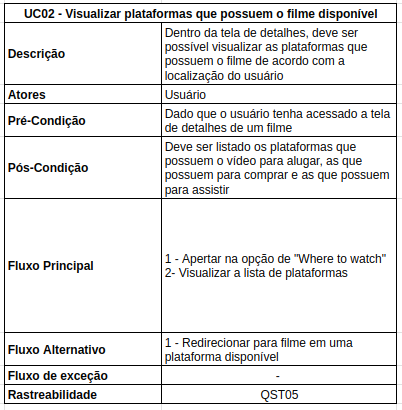 UC02 - Visualizar plataformas que possuem o filme disponível
Descrição
Dentro da tela de detalhes, deve ser
possível visualizar as plataformas que
possuem o filme de acordo com a
localização do usuário
Atores
Usuário
Pré-Condição
Dado que o usuário tenha acessado a tela
de detalhes de um filme
Pós-Condição
Deve ser listado os plataformas que
possuem o vídeo para alugar, as que
possuem para comprar e as que possuem
para assistir
Fluxo Principal
1 - Apertar na opção de "Where to watch"
2- Visualizar a lista de plataformas
Fluxo Alternativo
1 - Redirecionar para filme em uma
plataforma disponível
Fluxo de exceção
-
Rastreabilidade
QST05